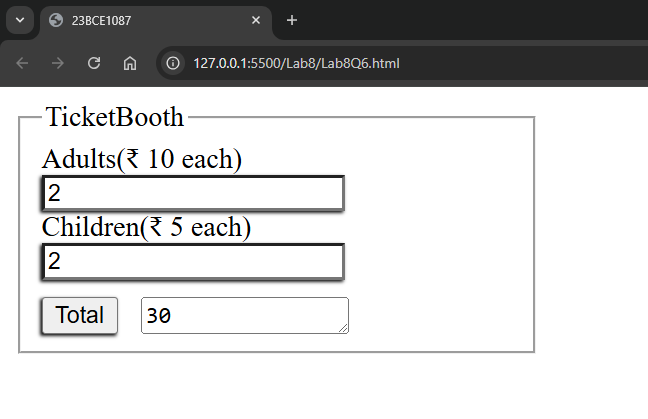 23BCE1087
127.0.0.1:5500/Lab8/Lab8Q6.html
TicketBooth
Adults(₹ 10 each)
2
Children(₹ 5 each)
2
Total 30